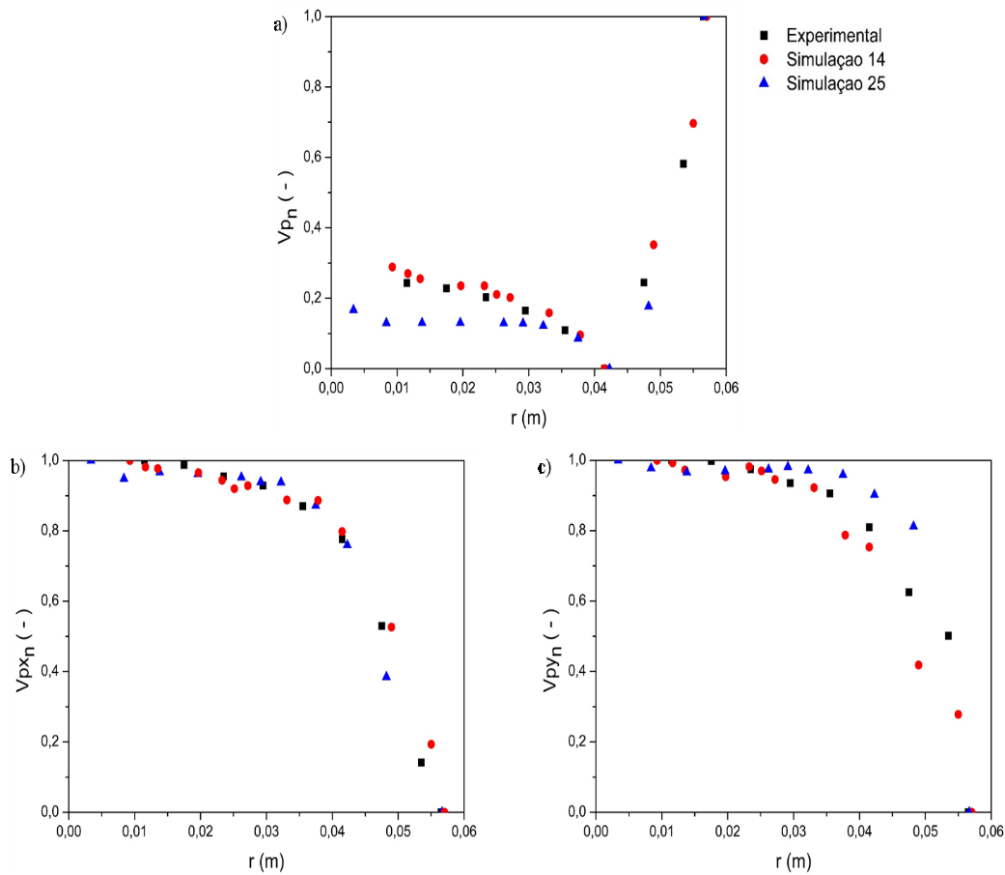 a)
1,0
0,8
0,6
0,4
0,2
0,0
Vpn ( - )
0,00 0,01 0,02 0,03 0,04 0,05 0,06
r (m)
Experimental
Simulaçao 14
Simulaçao 25
b)
1,0
0,8
0,6
0,4
0,2
0,0
Vpxn ( - )
0,00 0,01 0,02 0,03 0,04 0,05 0,06
r (m)
c)
1,0
0,8
0,6
0,4
0,2
0,0
Vpyn ( - )
0,00 0,01 0,02 0,03 0,04 0,05 0,06
r (m)